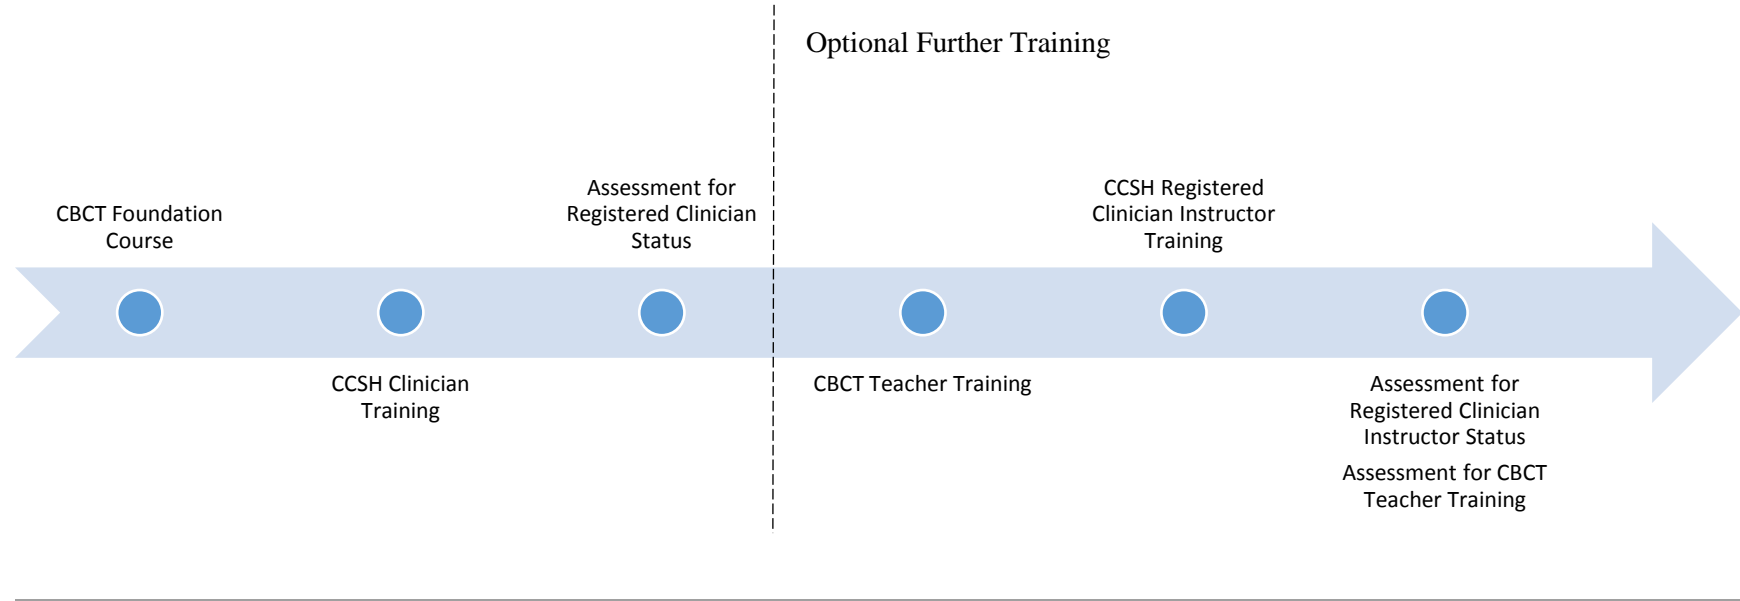 Optional Further Training
CBCT Foundation
Course
CCSH Clinician
Training
Assessment for
Registered Clinician
Status
CBCT Teacher Training
CCSH Registered
Clinician Instructor
Training
Assessment for
Registered Clinician
Instructor Status
Assessment for CBCT
Teacher Training